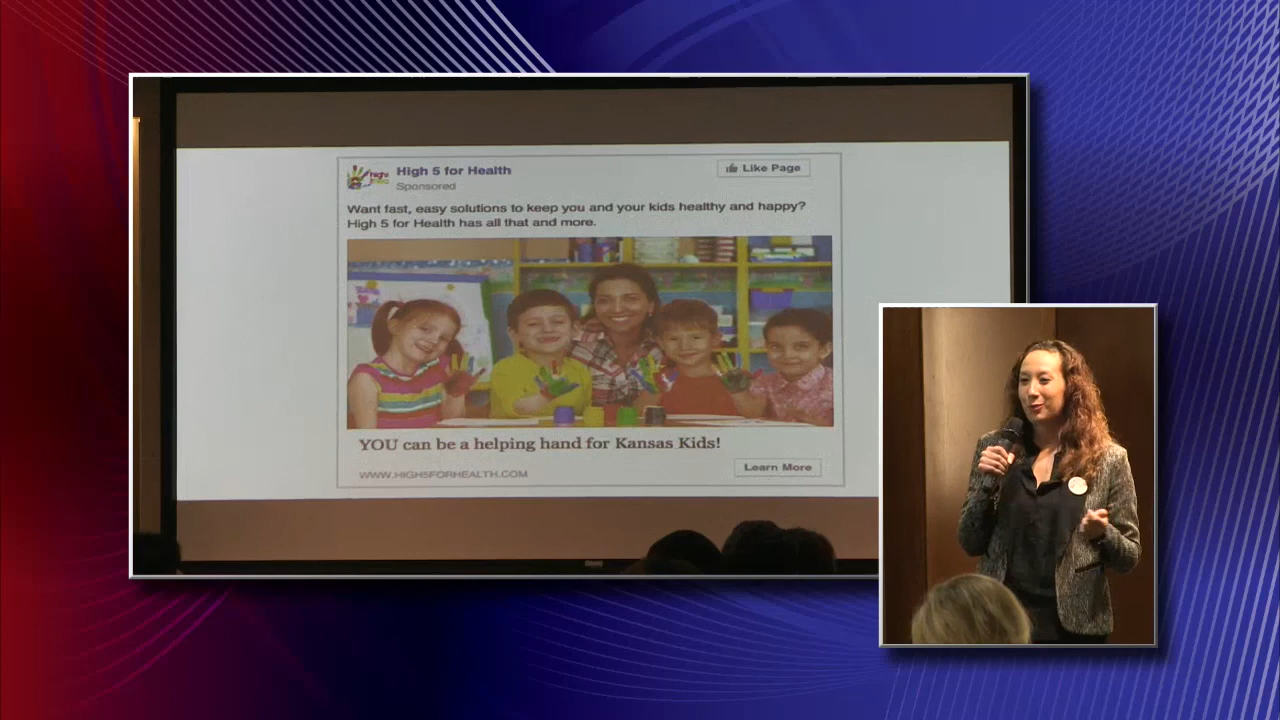 High 5 for Health
Like Page
Sponsored
Want fast, easy solutions to keep you and your kids healthy and happy?
High 5 for Health has all that and more.
YOU can be a helping hand for Kansas Kids!
WWW.HIGH5FORHEALTH.COM
Learn More